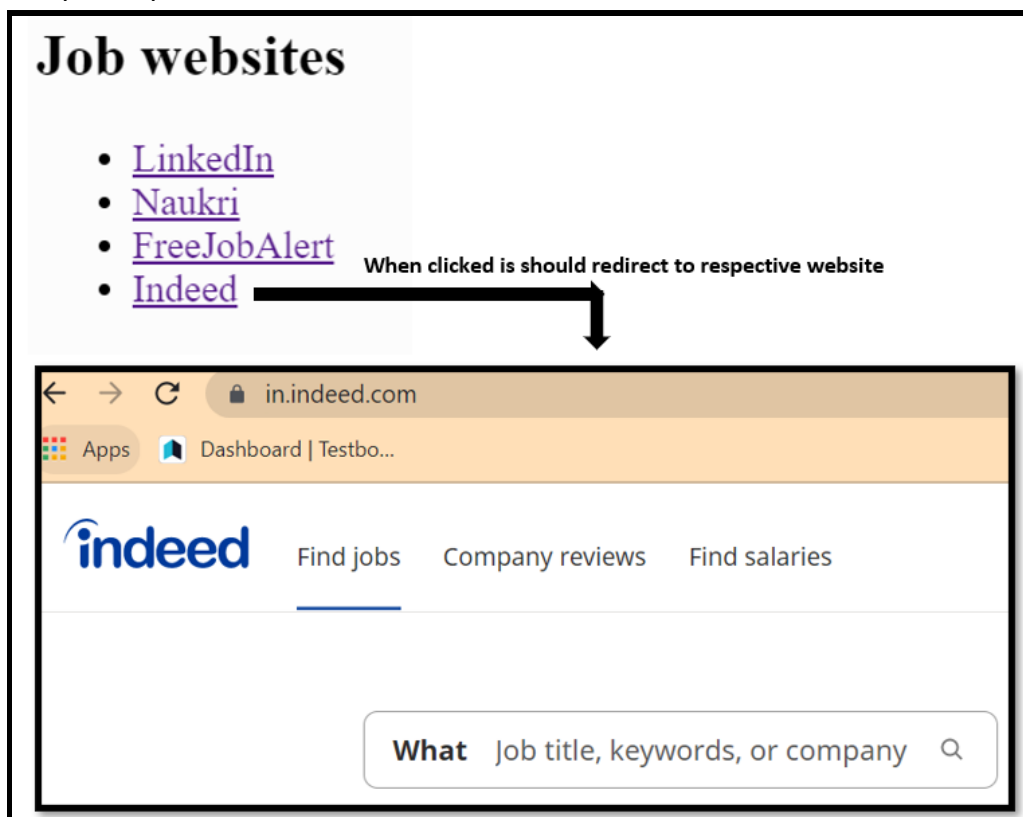 Job websites
LinkedIn
Naukri
FreeJobAlert
When clicked is should redirect to respective website
Indeed
in.indeed.com
Apps Dashboard | Testbo...
indeed Find jobs Company reviews Find salaries
What Job title, keywords, or company